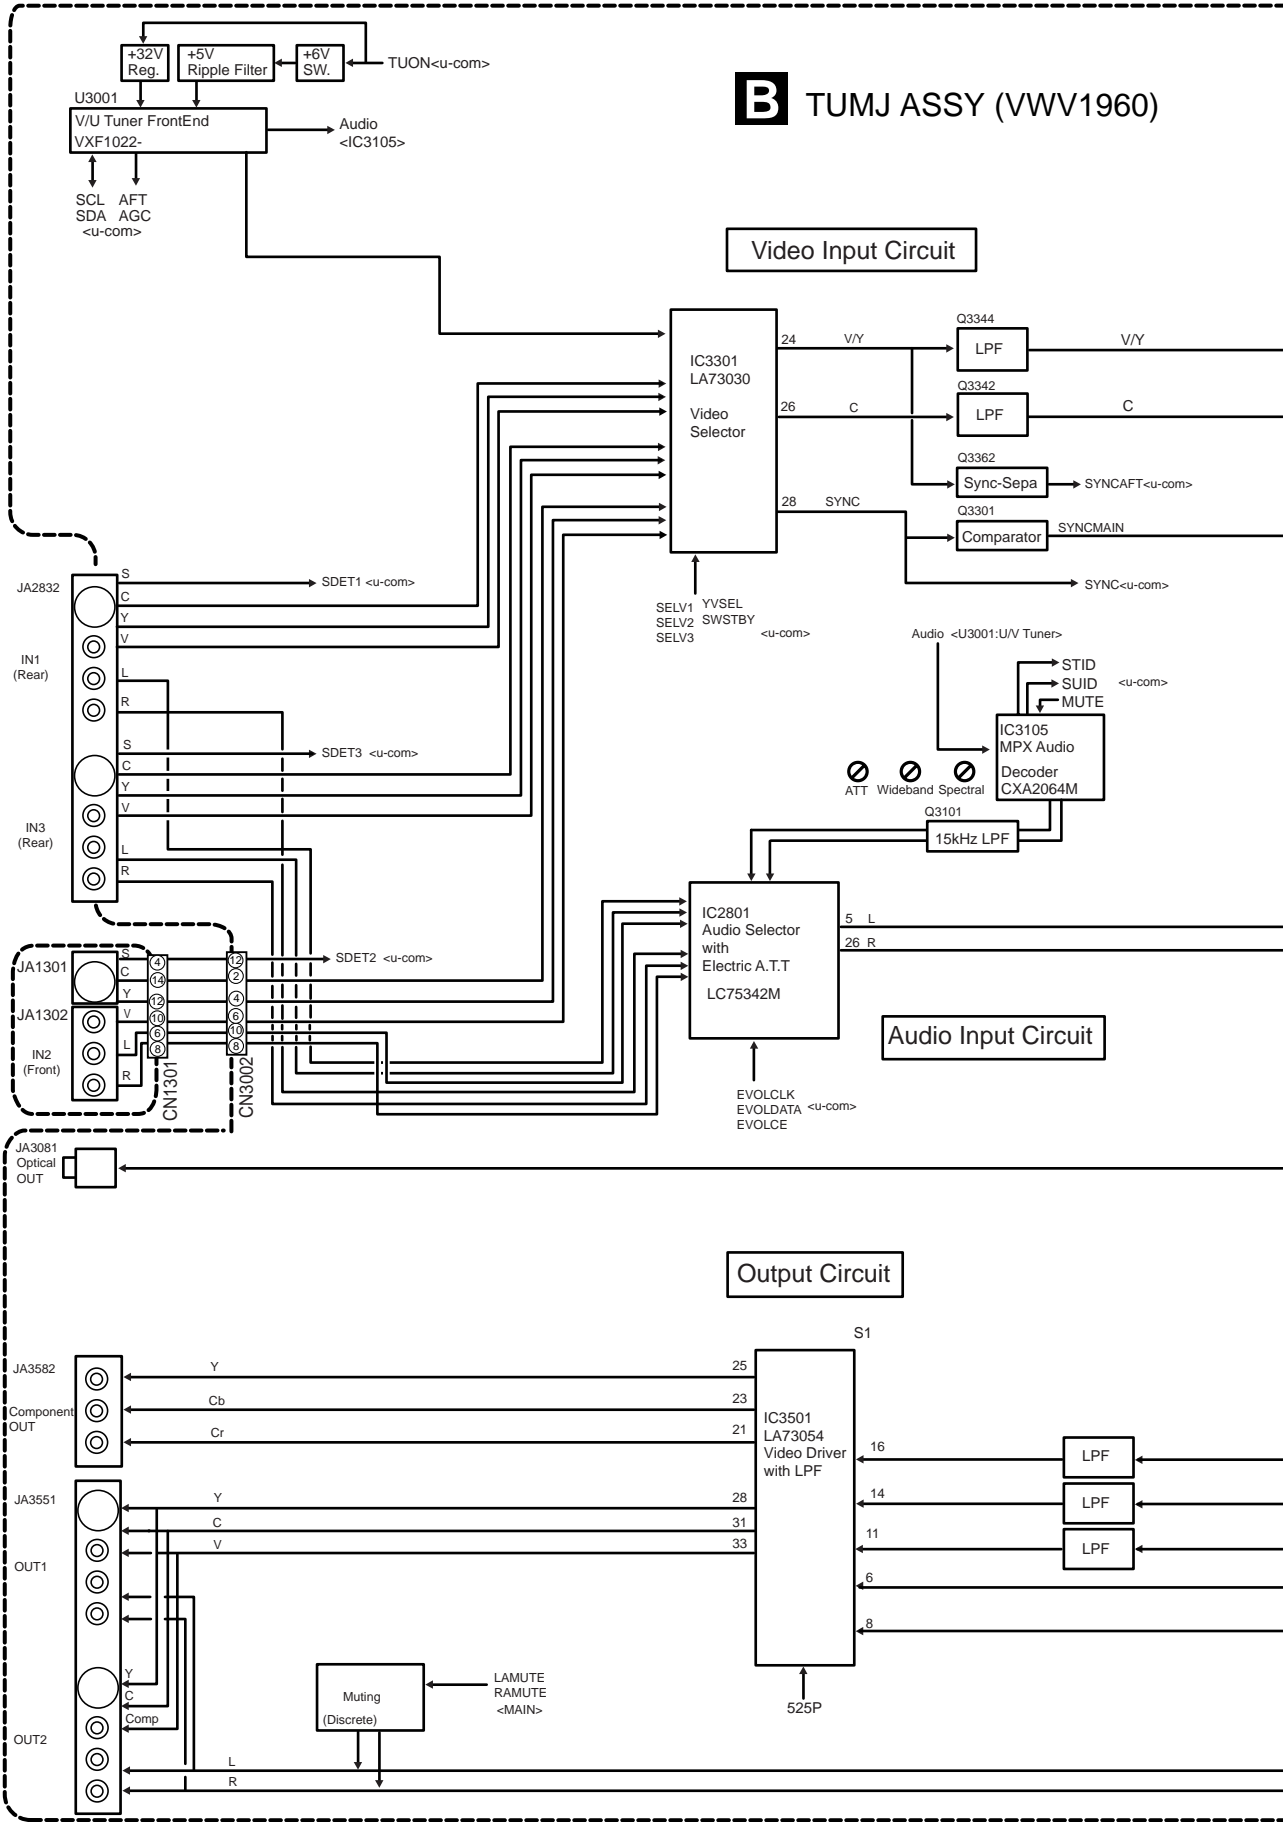 +32V
Reg.
+5V
Ripple Filter
+6V
SW.
TUON<u-com>
U3001
V/U Tuner FrontEnd
VXF1022-
Audio
<IC3105>
SCL AFT
SDA AGC
<u-com>
B TUMJ ASSY (VWV1960)
Video Input Circuit
IC3301
LA73030
Video
Selector
24 V/Y
26 C
28 SYNC
Q3344
LPF
V/Y
Q3342
LPF
C
Q3362
Sync-Sepa
SYNCAFT<u-com>
Q3301
Comparator
SYNCMAIN
SYNC<u-com>
SELV1 YVSEL
SELV2 SWSTBY
SELV3
<u-com>
JA2832
S
C
Y
V
L
R
SDET1 <u-com>
IN1
(Rear)
S
C
Y
V
L
R
SDET3 <u-com>
IN3
(Rear)
Audio <U3001:U/V Tuner>
STID
SUID
MUTE
<u-com>
IC3105
MPX Audio
Decoder
CXA2064M
ATT Wideband Spectral
Q3101
15kHz LPF
IC2801
Audio Selector
with
Electric A.T.T
LC75342M
5 L
26 R
Audio Input Circuit
EVOLCLK
EVOLDATA
EVOLCE
<u-com>
JA1301
JA1302
IN2
(Front)
S
C
Y
V
L
R
4
14
12
10
6
8
CN1301
12
2
4
6
10
8
CN3002
SDET2 <u-com>
JA3081
Optical
OUT
Output Circuit
S1
JA3582
Component
OUT
Y 25
Cb 23
Cr 21
IC3501
LA73054
Video Driver
with LPF
16 LPF
14 LPF
11 LPF
6
8
525P
JA3551
OUT1
Y 28
C 31
V 33
Y
C
Comp
OUT2
L
R
Muting
(Discrete)
LAMUTE
RAMUTE
<MAIN>